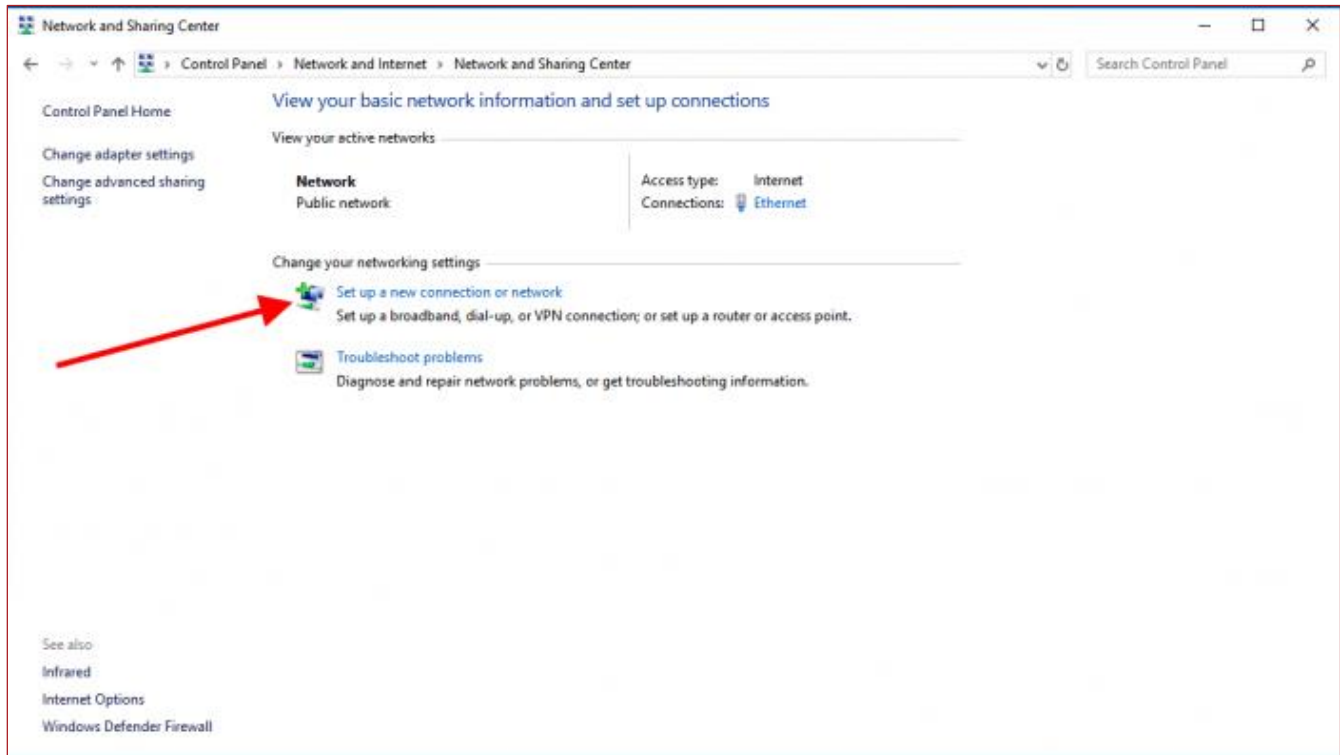 Network and Sharing Center
Control Panel › Network and Internet › Network and Sharing Center
Search Control Panel
Control Panel Home
Change adapter settings
Change advanced sharing
settings
View your basic network information and set up connections
View your active networks
Network
Public network
Access type: Internet
Connections: Ethernet
Change your networking settings
Set up a new connection or network
Set up a broadband, dial-up, or VPN connection; or set up a router or access point.
Troubleshoot problems
Diagnose and repair network problems, or get troubleshooting information.
See also
Infrared
Internet Options
Windows Defender Firewall